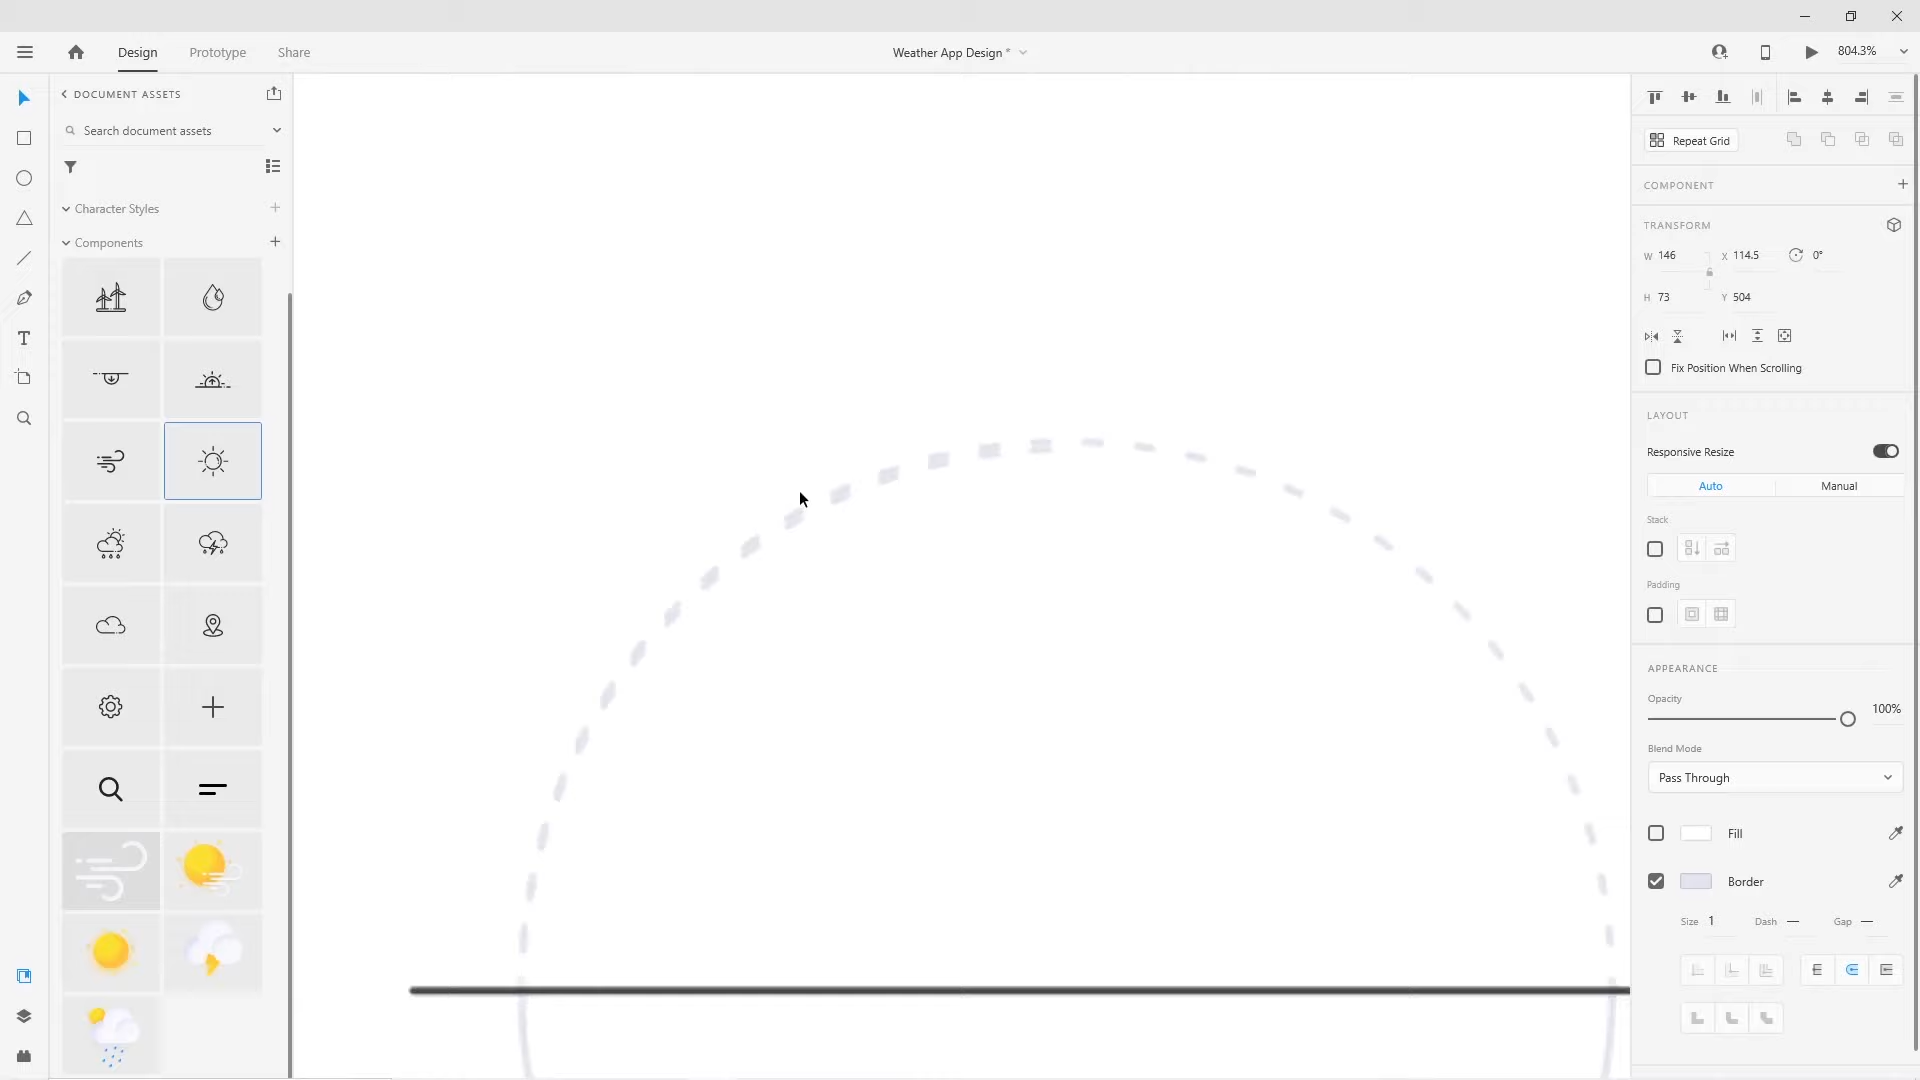 Design
Prototype
Share
Weather App Design *
804.3%
DOCUMENT ASSETS
Search document assets
Character Styles
Components
Repeat Grid
COMPONENT
TRANSFORM
W 146
X 114.5
0°
H 73
Y 504
Fix Position When Scrolling
LAYOUT
Responsive Resize
Auto
Manual
Stack
Padding
APPEARANCE
Opacity
100%
Blend Mode
Pass Through
Fill
Border
Size 1
Dash —
Gap —